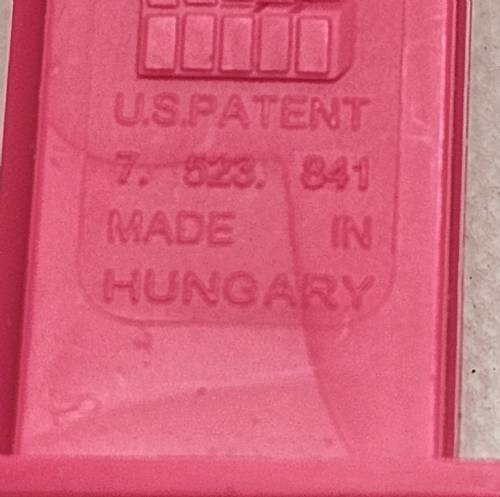 U.S.PATENT
7. 523. 841
MADE IN
HUNGARY